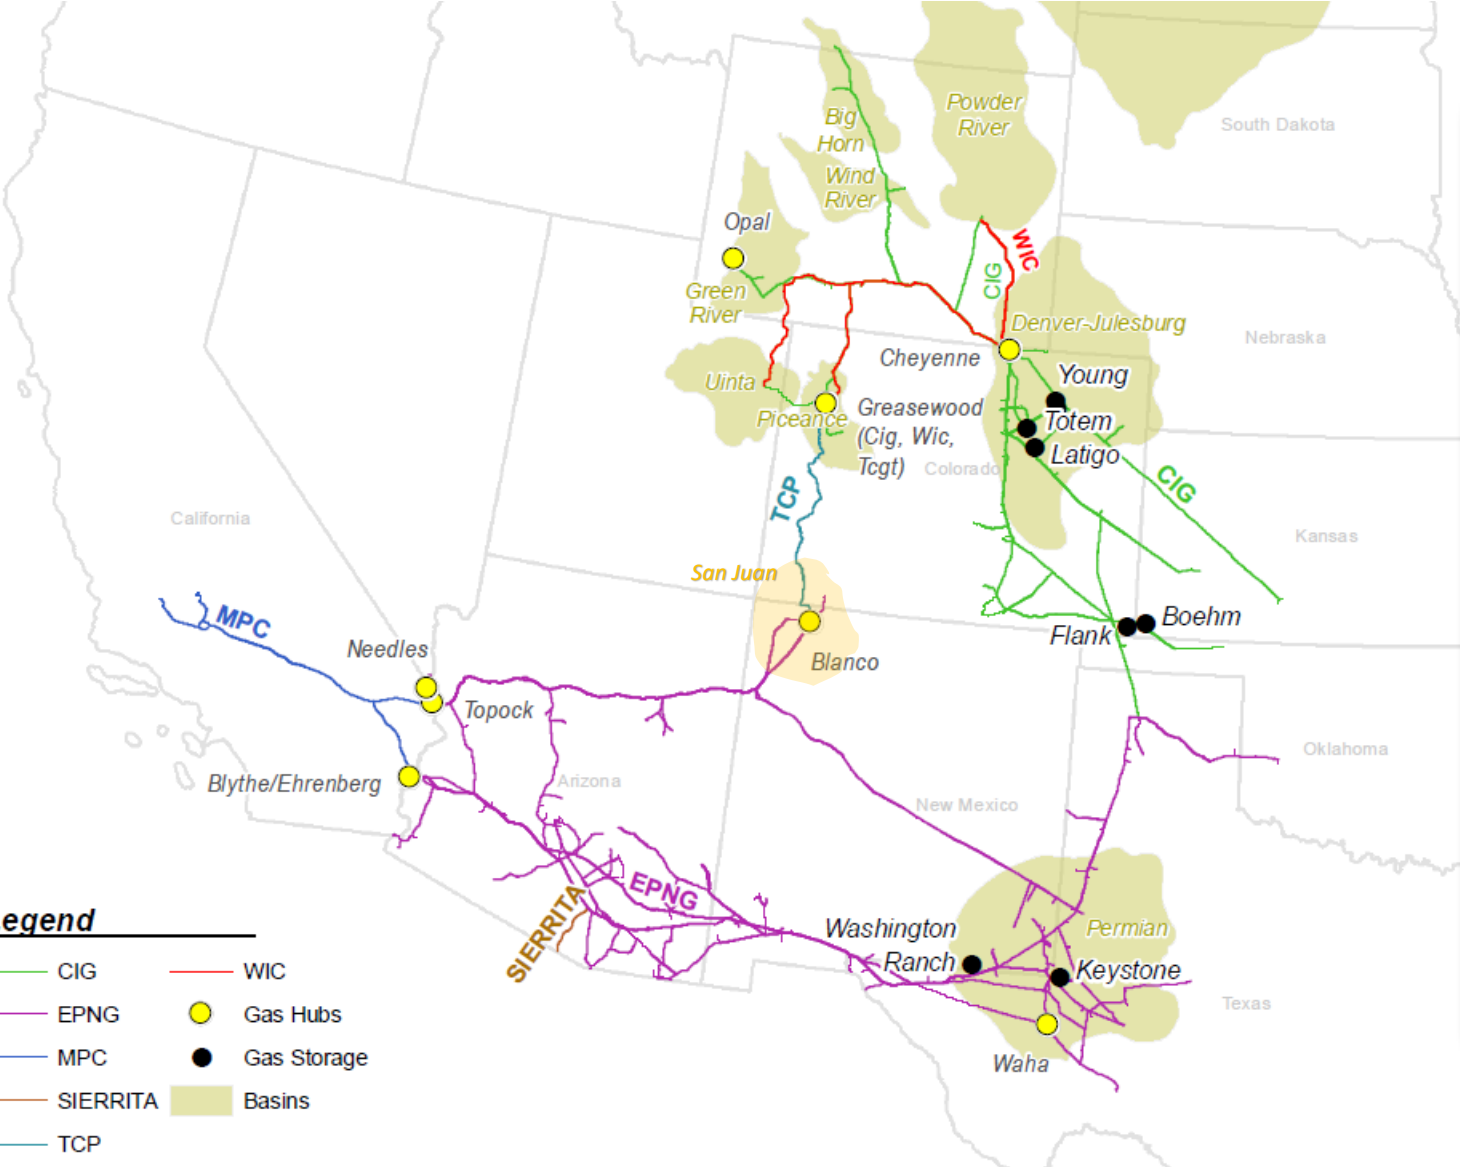 Big
Horn
Powder
River
South Dakota
Wind
River
Opal
WIC
CIG
Green
River
Denver-Julesburg
Nebraska
Cheyenne
Young
Uinta
Piceance
Greasewood
(Cig, Wic,
Tcgt)
Totem
Latigo
Colorado
CIG
TCP
California
Kansas
San Juan
MPC
Boehm
Flank
Needles
Blanco
Topock
Oklahoma
Blythe/Ehrenberg
Arizona
New Mexico
EPNG
SIERRITA
Washington
Ranch
Permian
Keystone
Texas
Waha
egend
CIG
WIC
EPNG
Gas Hubs
MPC
Gas Storage
SIERRITA
Basins
TCP